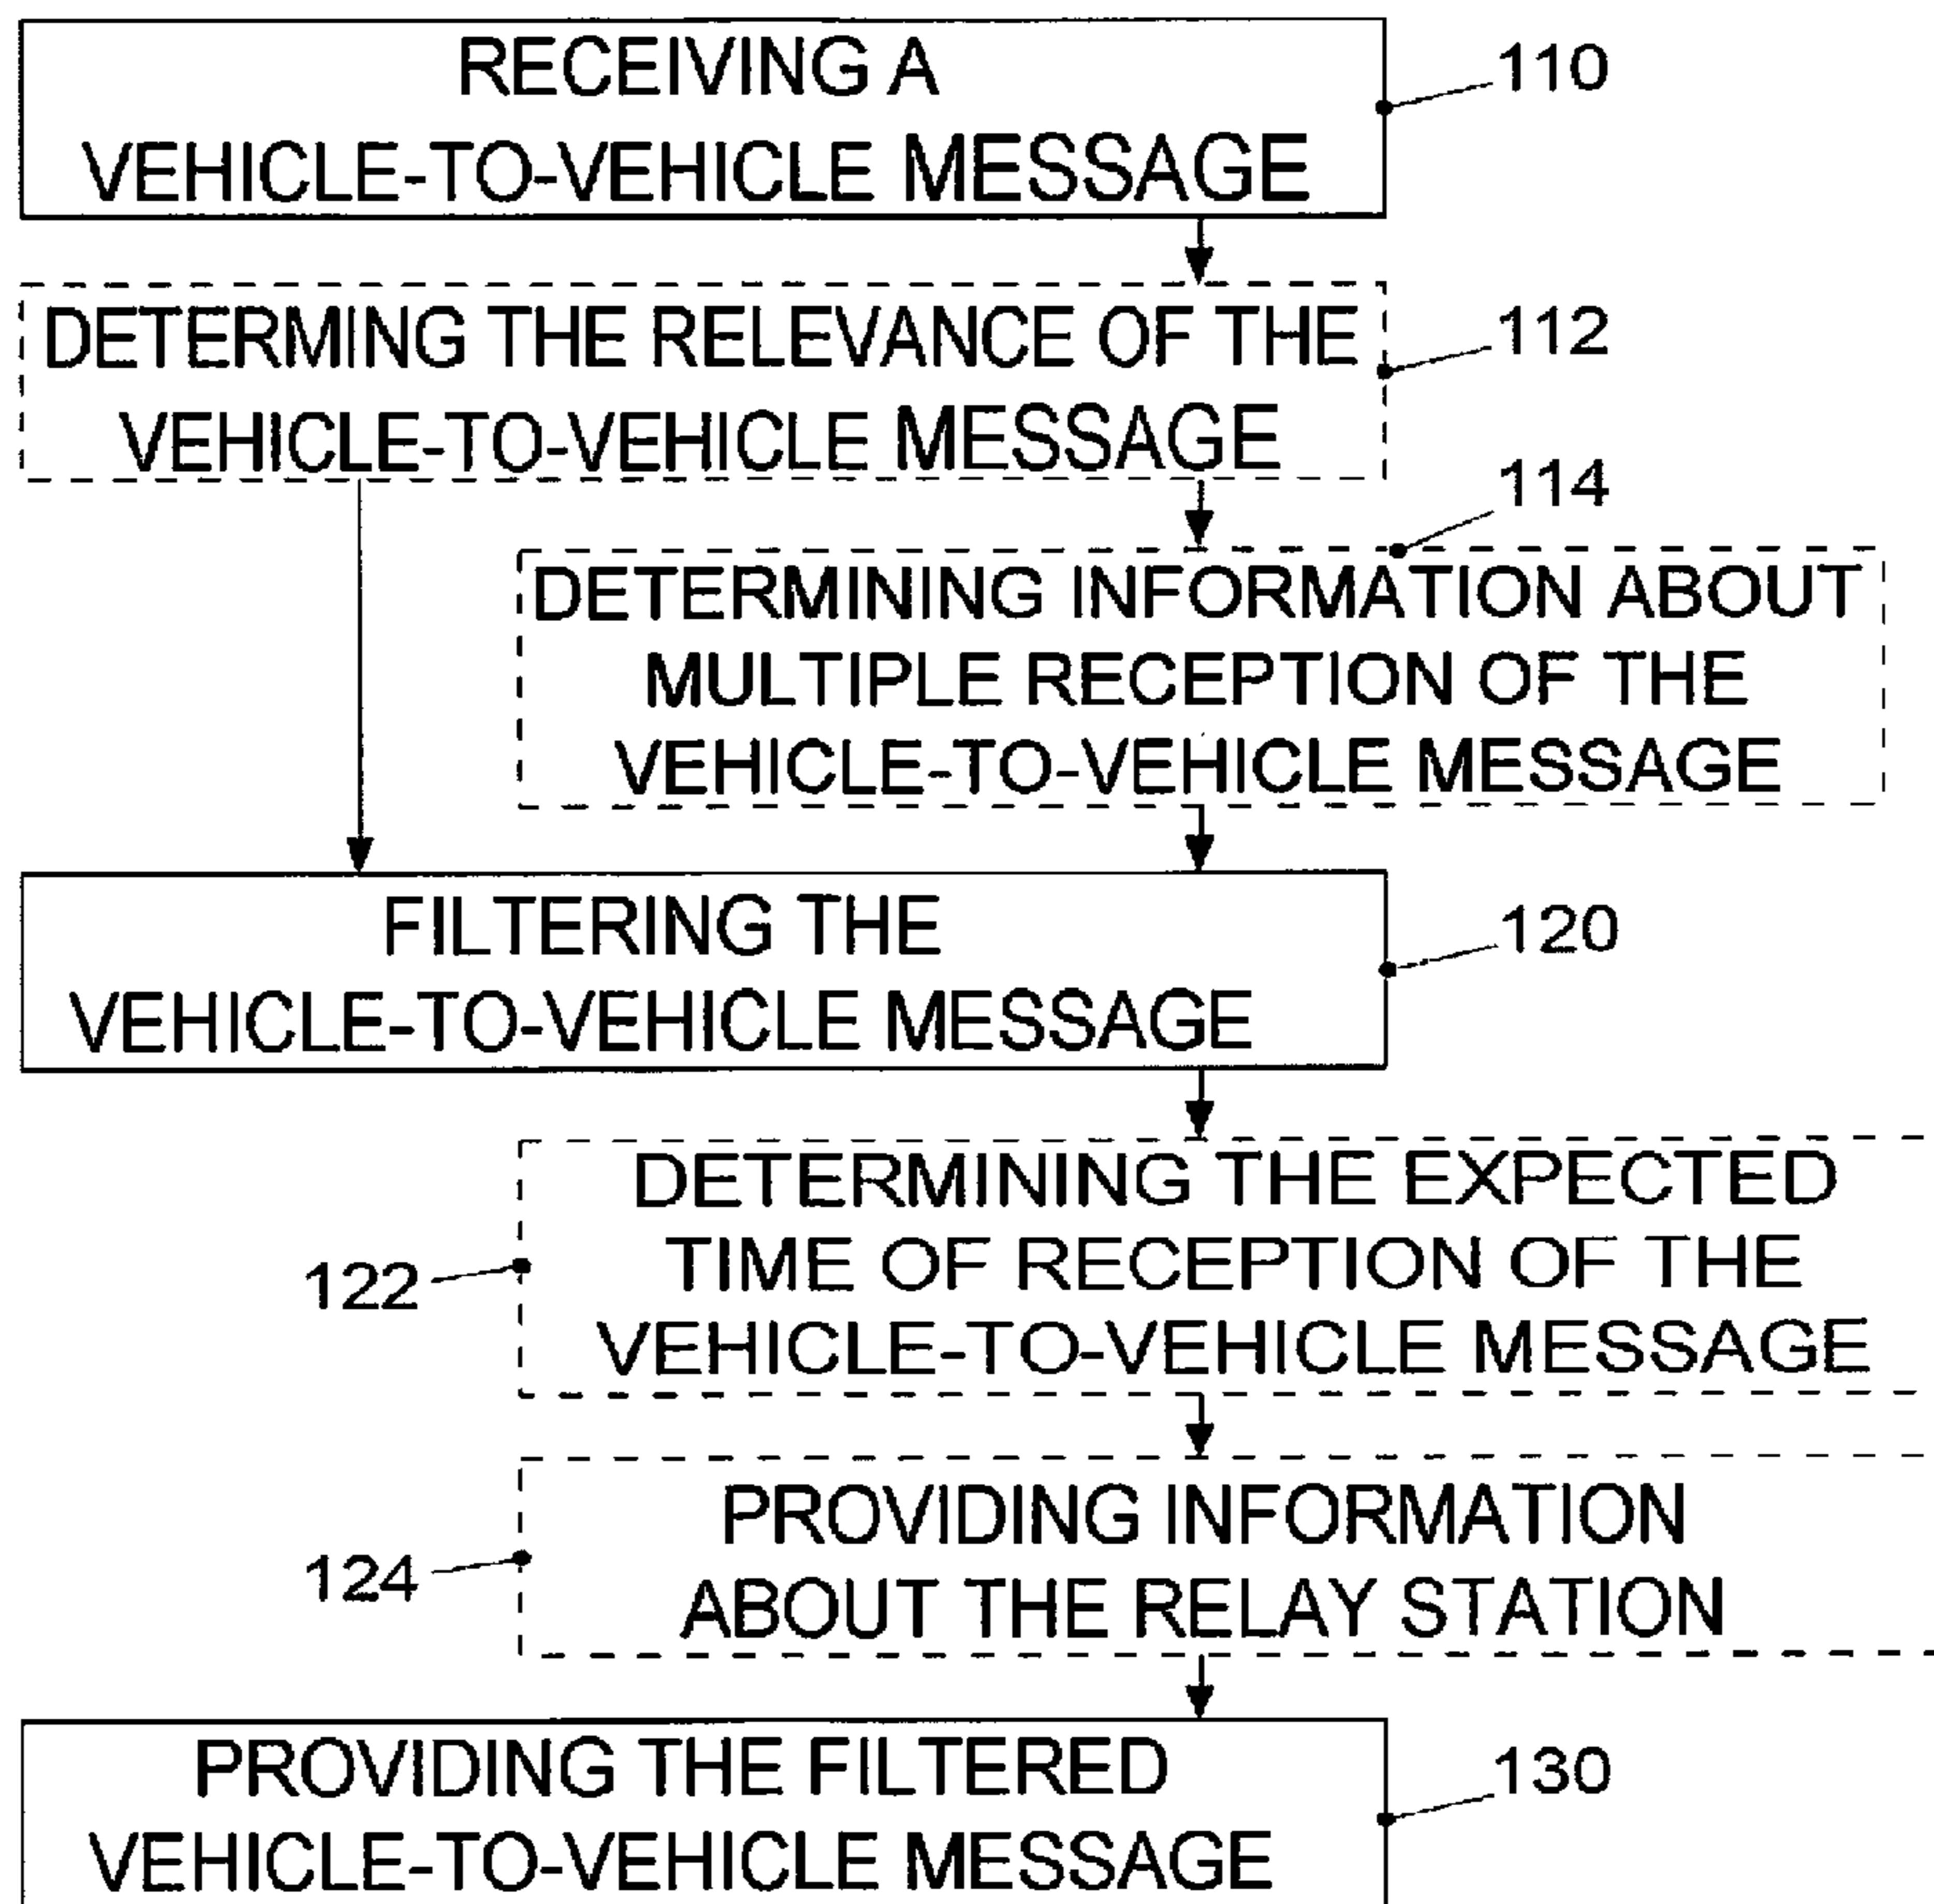 RECEIVING A
VEHICLE-TO-VEHICLE MESSAGE
110
DETERMING THE RELEVANCE OF THE
VEHICLE-TO-VEHICLE MESSAGE
112
114
DETERMINING INFORMATION ABOUT
MULTIPLE RECEPTION OF THE
VEHICLE-TO-VEHICLE MESSAGE
FILTERING THE
VEHICLE-TO-VEHICLE MESSAGE
120
DETERMINING THE EXPECTED
TIME OF RECEPTION OF THE
VEHICLE-TO-VEHICLE MESSAGE
122
PROVIDING INFORMATION
ABOUT THE RELAY STATION
124
PROVIDING THE FILTERED
VEHICLE-TO-VEHICLE MESSAGE
130